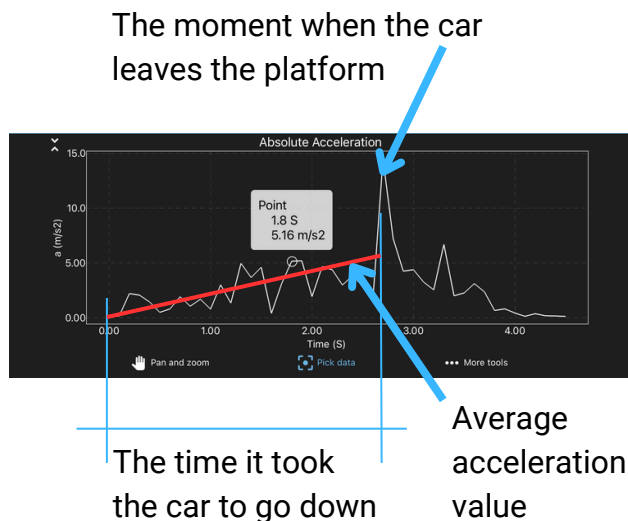 The moment when the car
leaves the platform
Absolute Acceleration
15.0
10.0
5.00
0.00
a (m/s2)
Point
1.8 S
5.16 m/s2
0.00
1.00
2.00
3.00
4.00
Time (S)
Pan and zoom
Pick data
More tools
The time it took
the car to go down
Average
acceleration
value